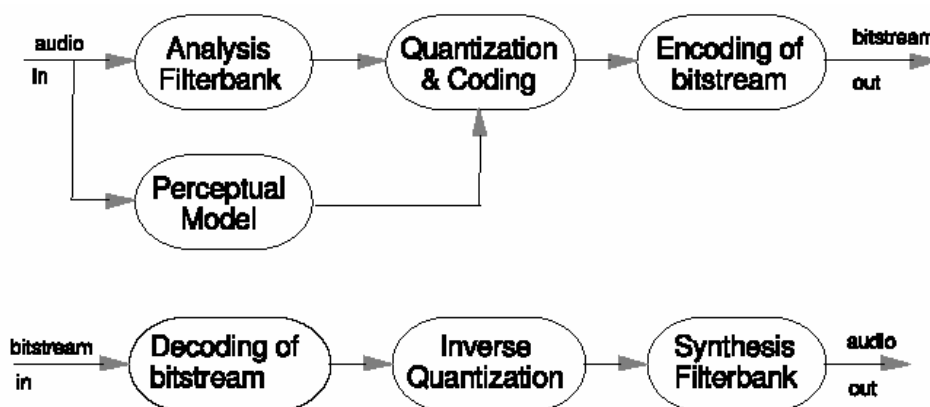 audio
in
Analysis
Filterbank
Quantization
& Coding
Encoding of
bitstream
bitstream
out
Perceptual
Model
bitstream
in
Decoding of
bitstream
Inverse
Quantization
Synthesis
Filterbank
audio
out